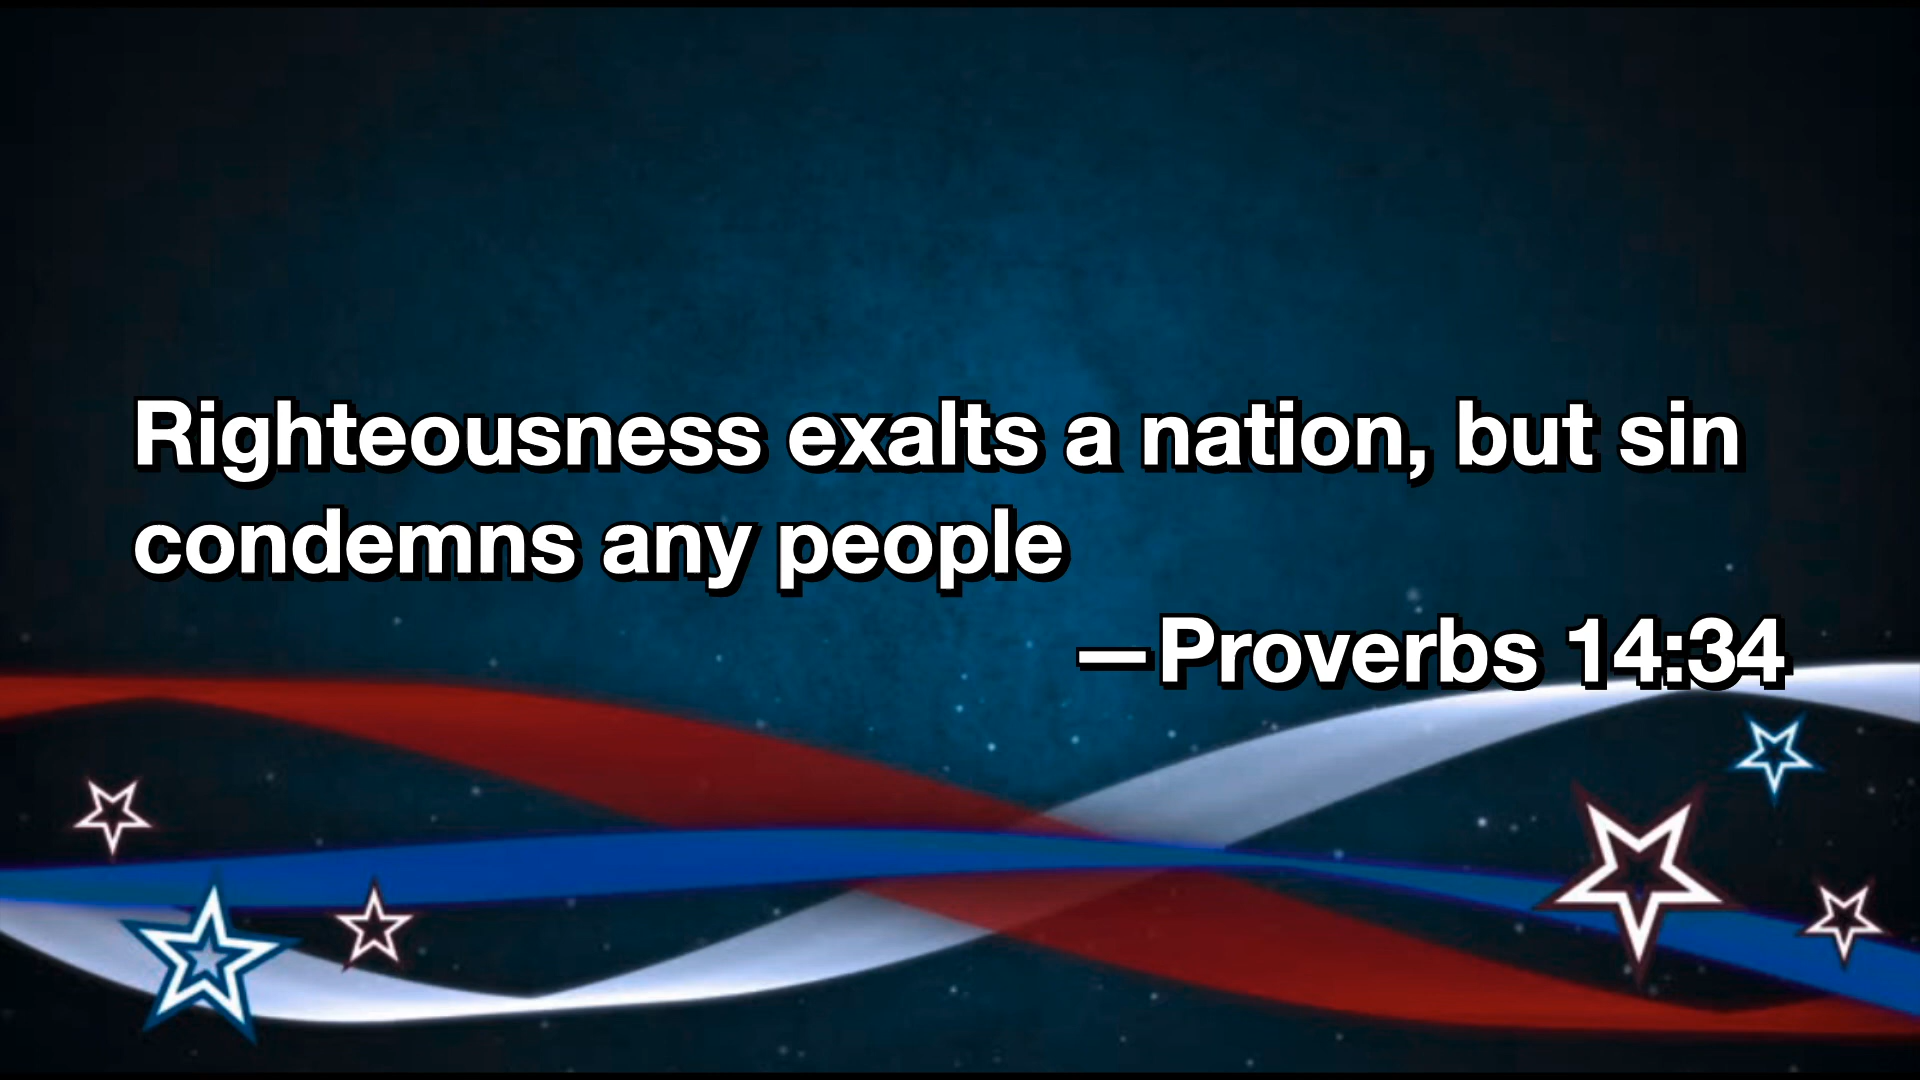 Righteousness exalts a nation, but sin
condemns any people
—Proverbs 14:34